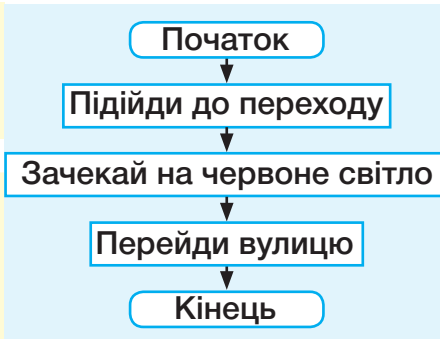 Початок
Підійди до переходу
Зачекай на червоне світло
Перейди вулицю
Кінець